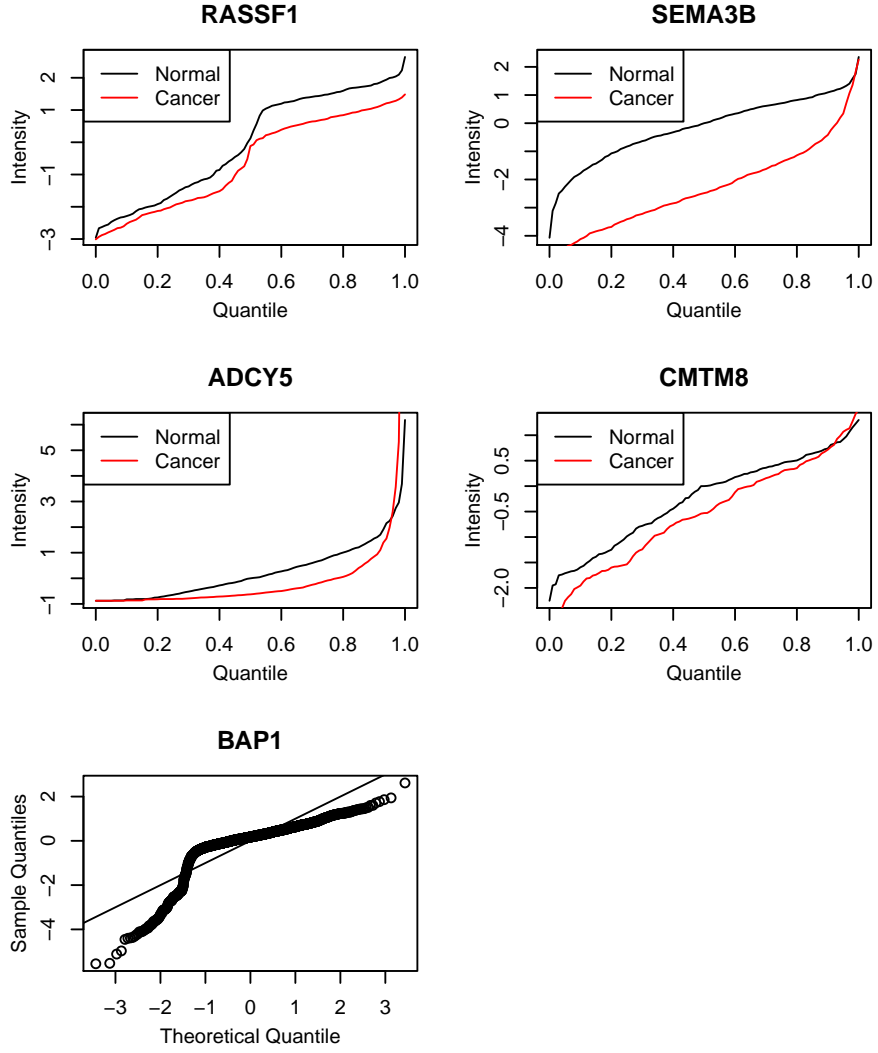 RASSF1
Normal
Cancer
Intensity
2
1
−1
−3
0.0 0.2 0.4 0.6 0.8 1.0
Quantile
SEMA3B
Normal
Cancer
Intensity
2
0
−2
−4
0.0 0.2 0.4 0.6 0.8 1.0
Quantile
ADCY5
Normal
Cancer
Intensity
5
3
1
−1
0.0 0.2 0.4 0.6 0.8 1.0
Quantile
CMTM8
Normal
Cancer
Intensity
0.5
−0.5
−2.0
0.0 0.2 0.4 0.6 0.8 1.0
Quantile
BAP1
Sample Quantiles
2
0
−2
−4
−3 −2 −1 0 1 2 3
Theoretical Quantile